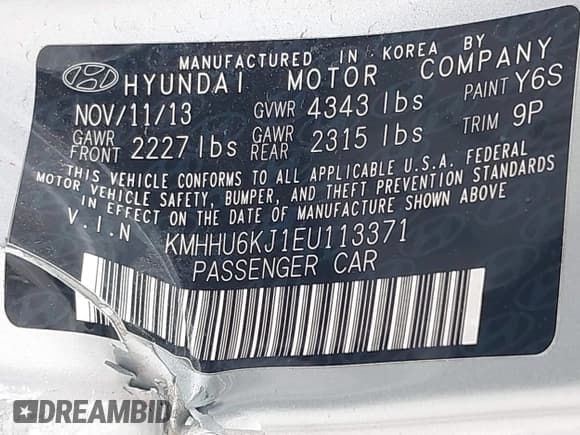 MANUFACTURED IN KOREA BY
HYUNDAI MOTOR COMPANY
NOV/11/13 GVWR 4343 lbs PAINT Y6S
GAWR FRONT 2227 lbs GAWR REAR 2315 lbs TRIM 9P
THIS VEHICLE CONFORMS TO ALL APPLICABLE U.S.A. FEDERAL
MOTOR VEHICLE SAFETY, BUMPER, AND THEFT PREVENTION STANDARDS
IN EFFECT ON THE DATE OF MANUFACTURE SHOWN ABOVE
V.I.N KMHHU6KJ1EU113371
PASSENGER CAR
DREAMBID